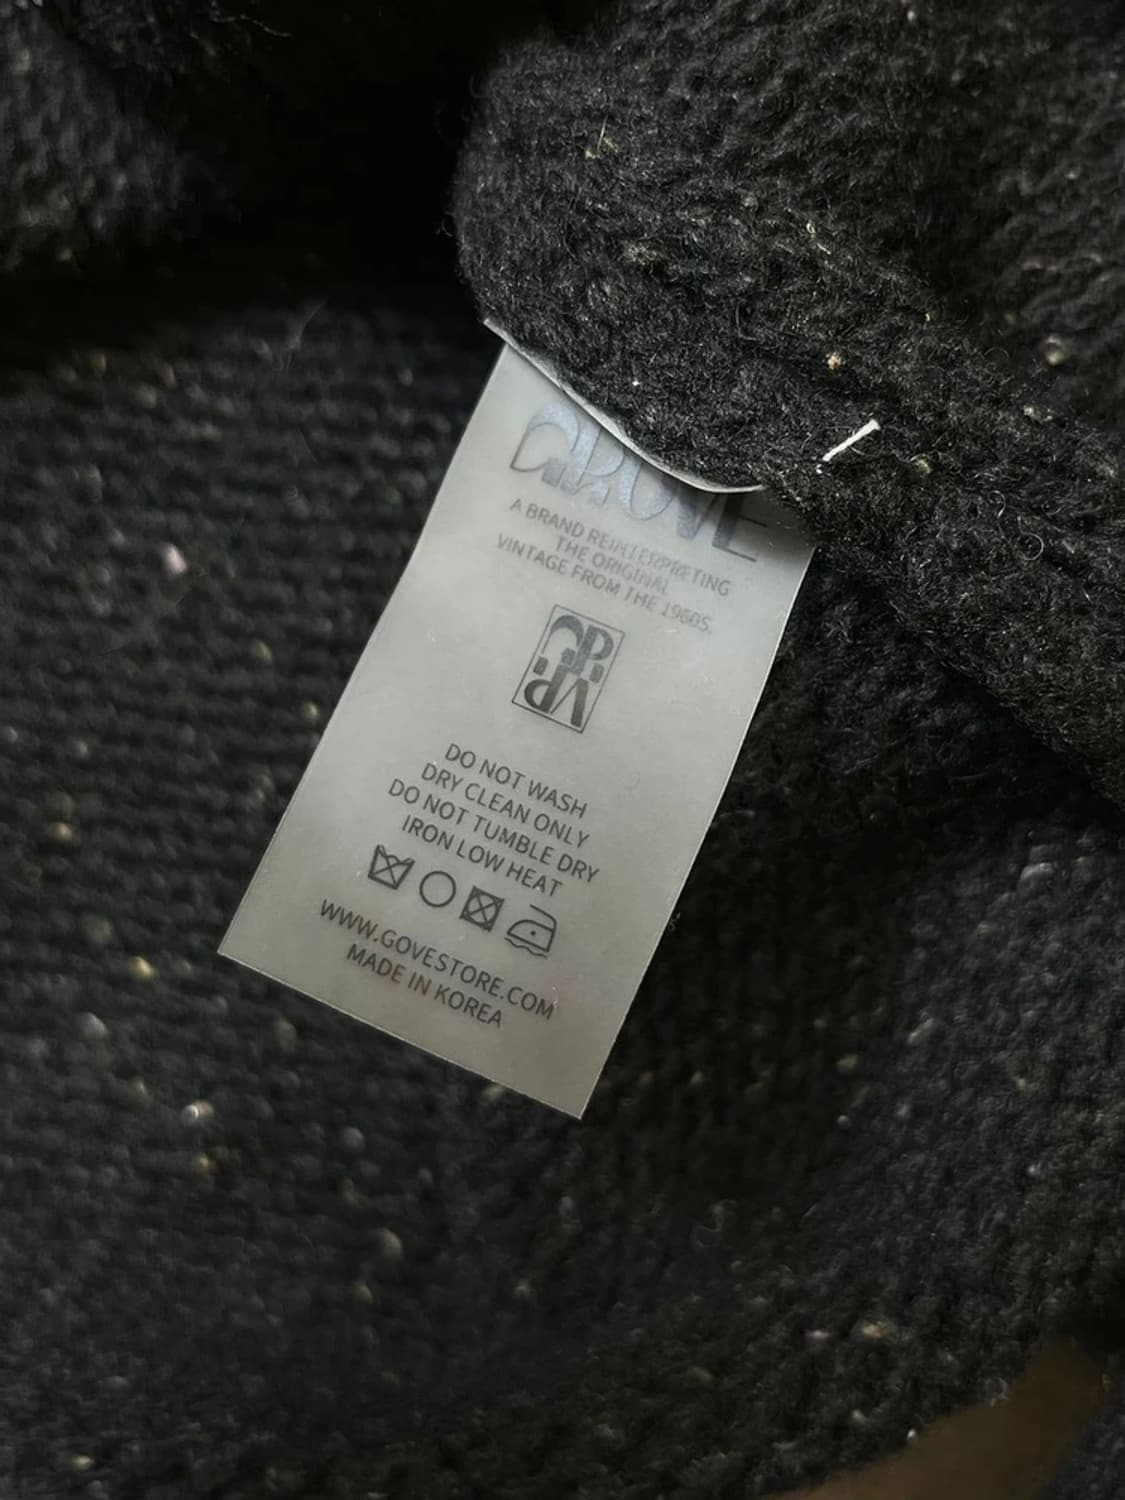 GROVE
A BRAND REINTERPRETING
THE ORIGINAL
VINTAGE FROM THE 1960S.
DO NOT WASH
DRY CLEAN ONLY
DO NOT TUMBLE DRY
IRON LOW HEAT
WWW.GOVESTORE.COM
MADE IN KOREA